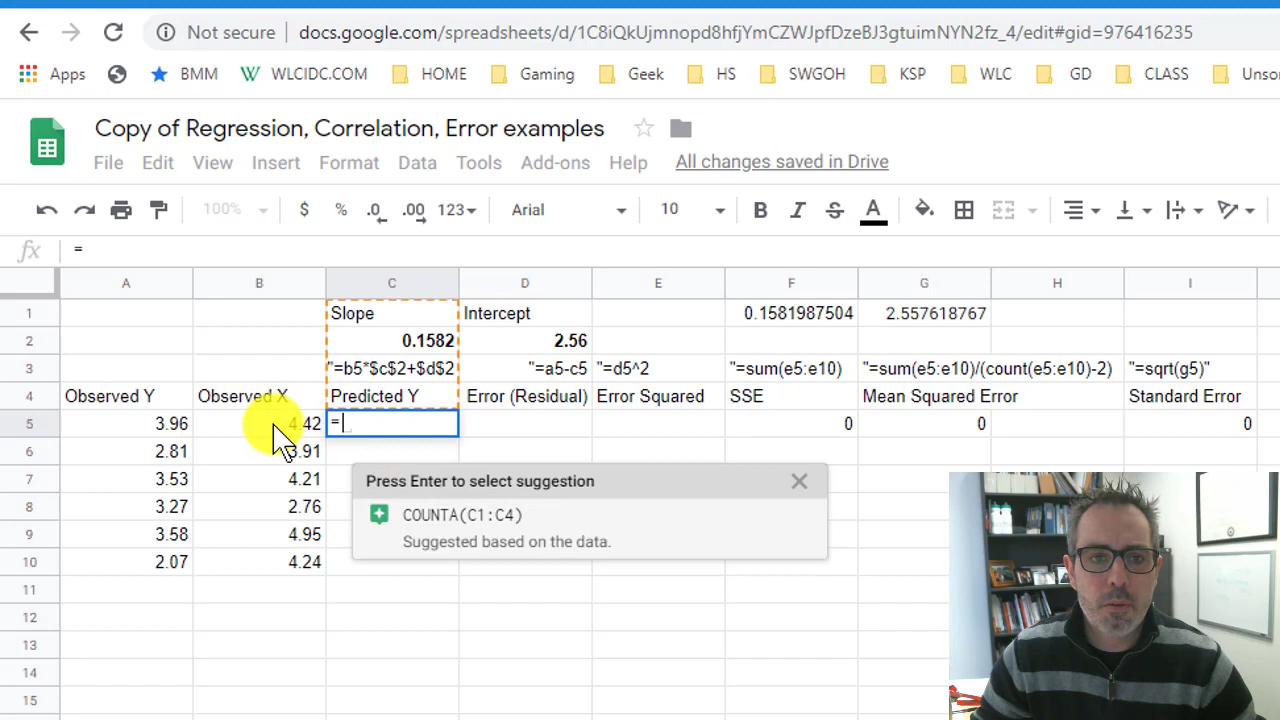 Not secure docs.google.com/spreadsheets/d/1C8iQkUjmnopd8hfjYmCZWJpfDzeBJ3gtuimNYN2fz_4/edit#gid=976416235
Apps BMM WLCIDC.COM HOME Gaming Geek HS SWGOH KSP WLC GD CLASS Unsor
Copy of Regression, Correlation, Error examples
File Edit View Insert Format Data Tools Add-ons Help All changes saved in Drive
100% $ % .0 .00 123 Arial 10 B I S A
fx =
A B C D E F G H I
1 Slope Intercept 0.1581987504 2.557618767
2 0.1582 2.56
3 "=b5*$c$2+$d$2 "=a5-c5 "=d5^2 "=sum(e5:e10) "=sum(e5:e10)/(count(e5:e10)-2) "=sqrt(g5)"
4 Observed Y Observed X Predicted Y Error (Residual) Error Squared SSE Mean Squared Error Standard Error
5 3.96 4.42 = 0 0 0
6 2.81 3.91
7 3.53 4.21
8 3.27 2.76
9 3.58 4.95
10 2.07 4.24
11
12
13
14
15
Press Enter to select suggestion
COUNTA(C1:C4)
Suggested based on the data.